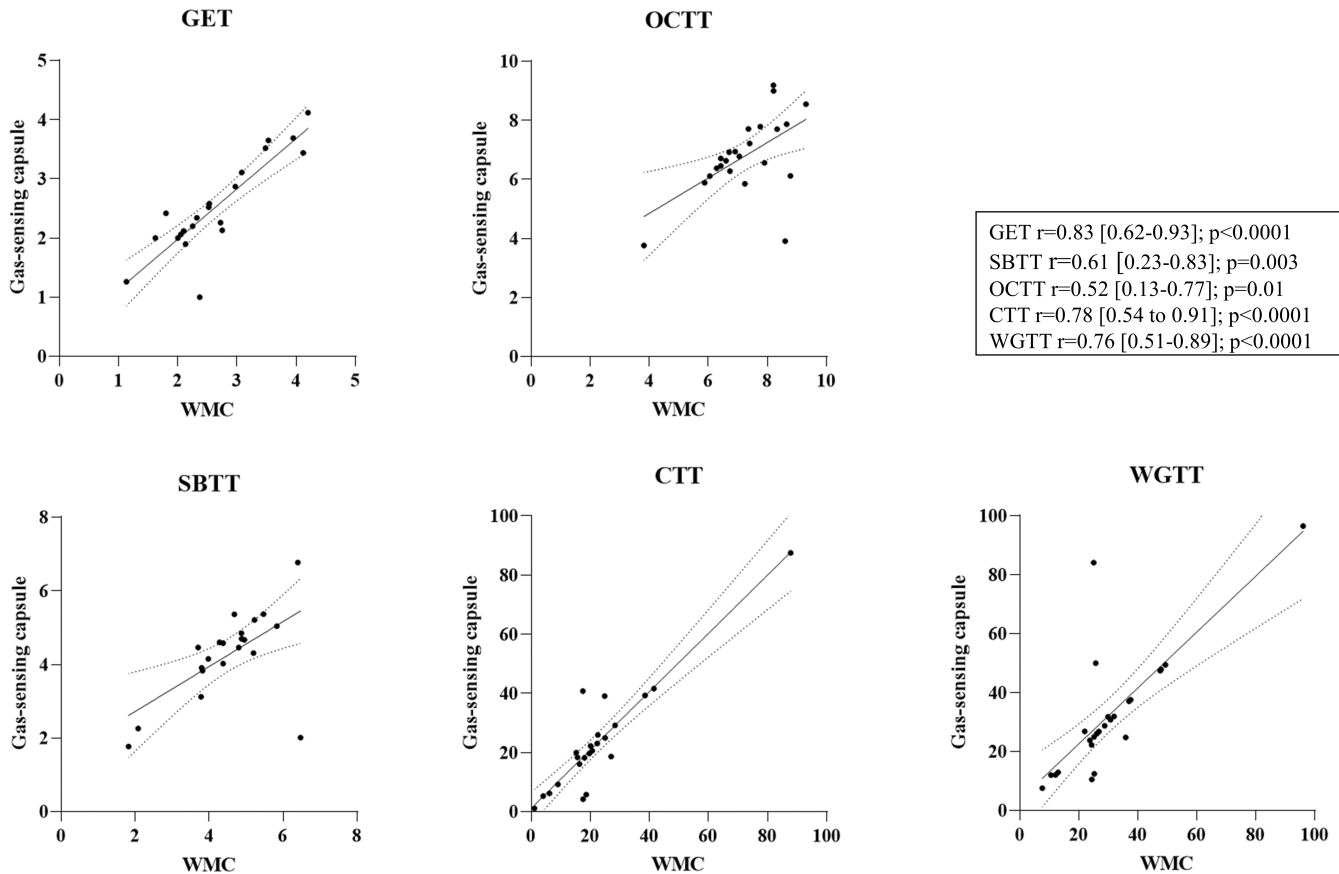 GET
5
4
3
2
1
0
Gas-sensing capsule
0 1 2 3 4 5
WMC
OCTT
10
8
6
4
2
0
Gas-sensing capsule
0 2 4 6 8 10
WMC
GET r=0.83 [0.62-0.93]; p<0.0001
SBTT r=0.61 [0.23-0.83]; p=0.003
OCTT r=0.52 [0.13-0.77]; p=0.01
CTT r=0.78 [0.54 to 0.91]; p<0.0001
WGTT r=0.76 [0.51-0.89]; p<0.0001
SBTT
8
6
4
2
0
Gas-sensing capsule
0 2 4 6 8
WMC
CTT
100
80
60
40
20
0
Gas-sensing capsule
0 20 40 60 80 100
WMC
WGTT
100
80
60
40
20
0
Gas-sensing capsule
0 20 40 60 80 100
WMC